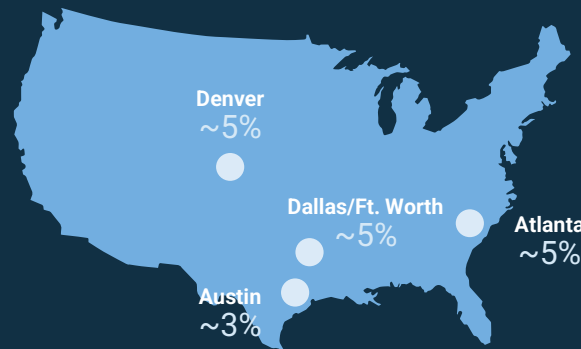 Denver
~5%
Dallas/Ft. Worth
~5%
Atlanta
~5%
Austin
~3%